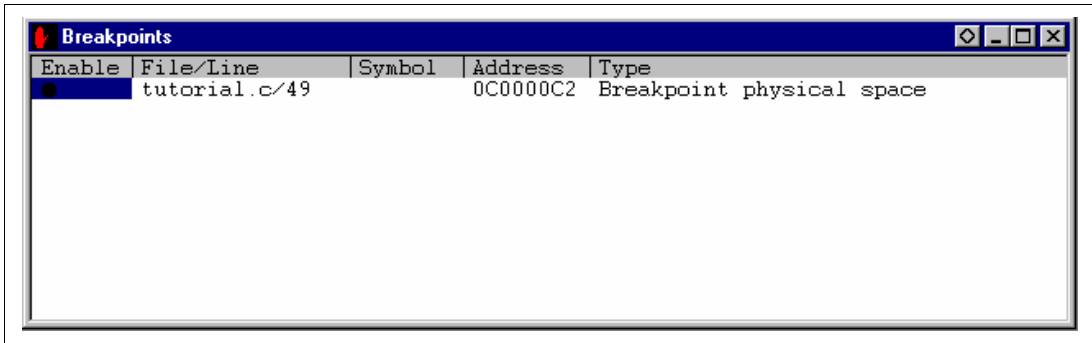 Breakpoints
Enable File/Line Symbol Address Type
tutorial.c/49 0C0000C2 Breakpoint physical space